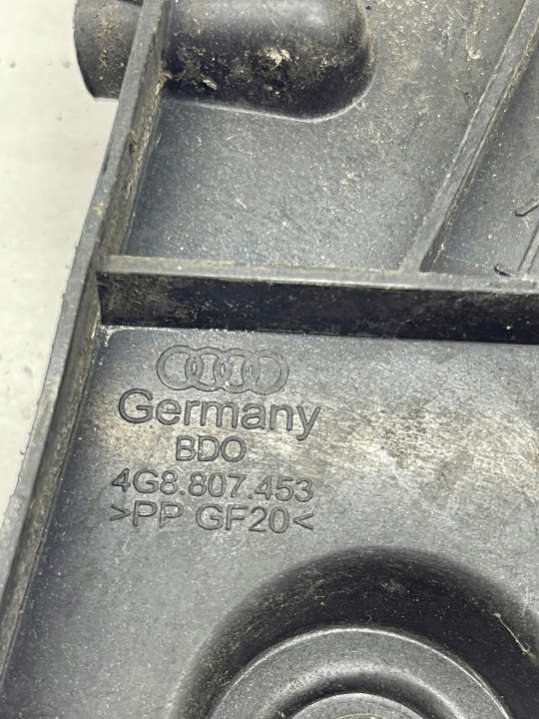 Germany
BDO
4G8.807.453
>PP GF20<